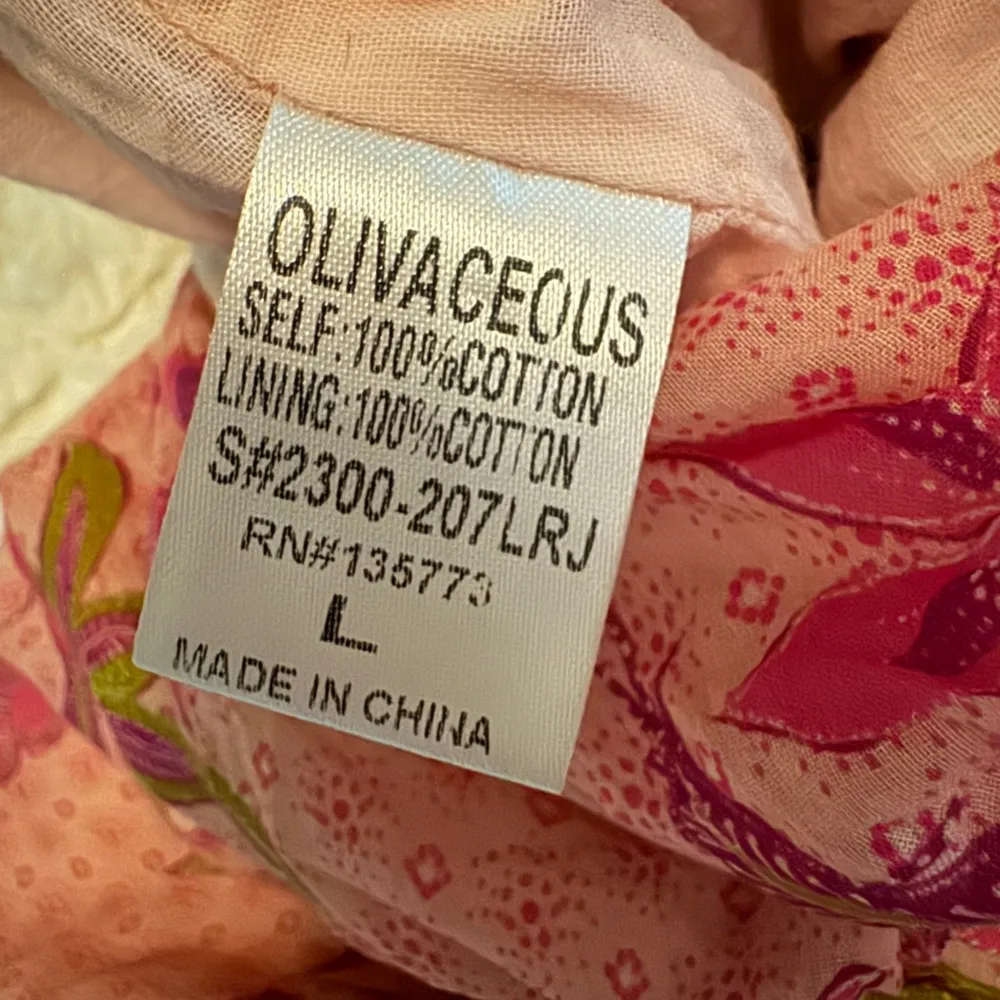 OLIVACEOUS
SELF:100%COTTON
LINING:100%COTTON
S#2300-207LRJ
RN#135773
L
MADE IN CHINA